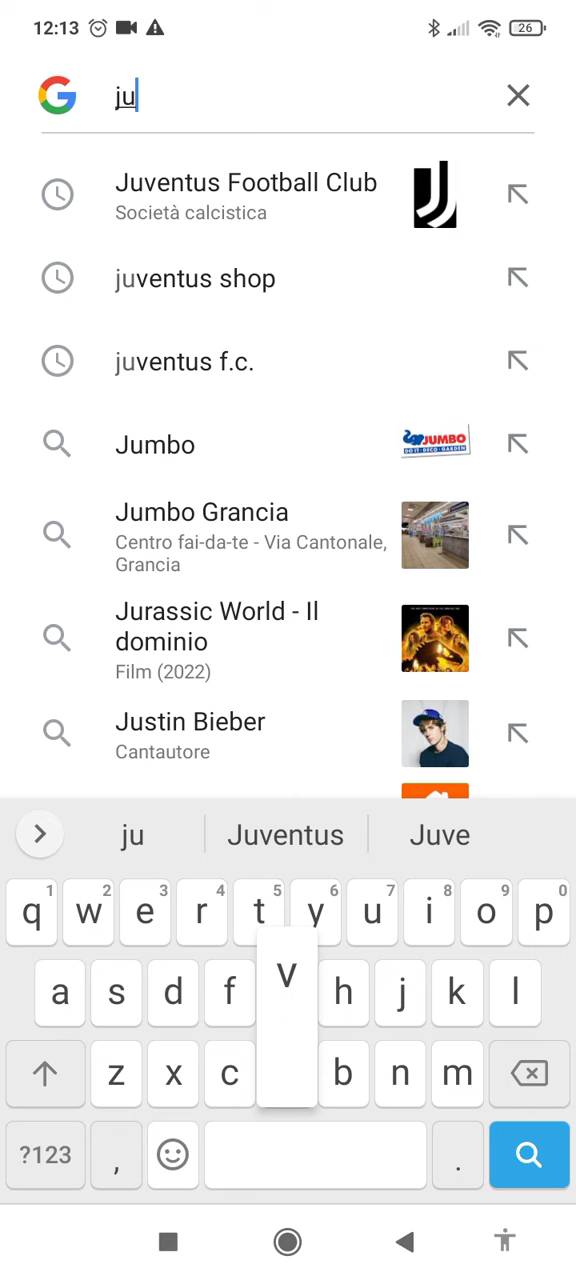 12:13 26
ju
Juventus Football Club
Società calcistica
juventus shop
juventus f.c.
Jumbo
JUMBO
DO IT · DECO · GARDEN
Jumbo Grancia
Centro fai-da-te - Via Cantonale,
Grancia
Jurassic World - Il
dominio
Film (2022)
Justin Bieber
Cantautore
ju Juventus Juve
1 2 3 4 5 6 7 8 9 0
q w e r t y u i o p
a s d f v h j k l
z x c b n m
?123 , .